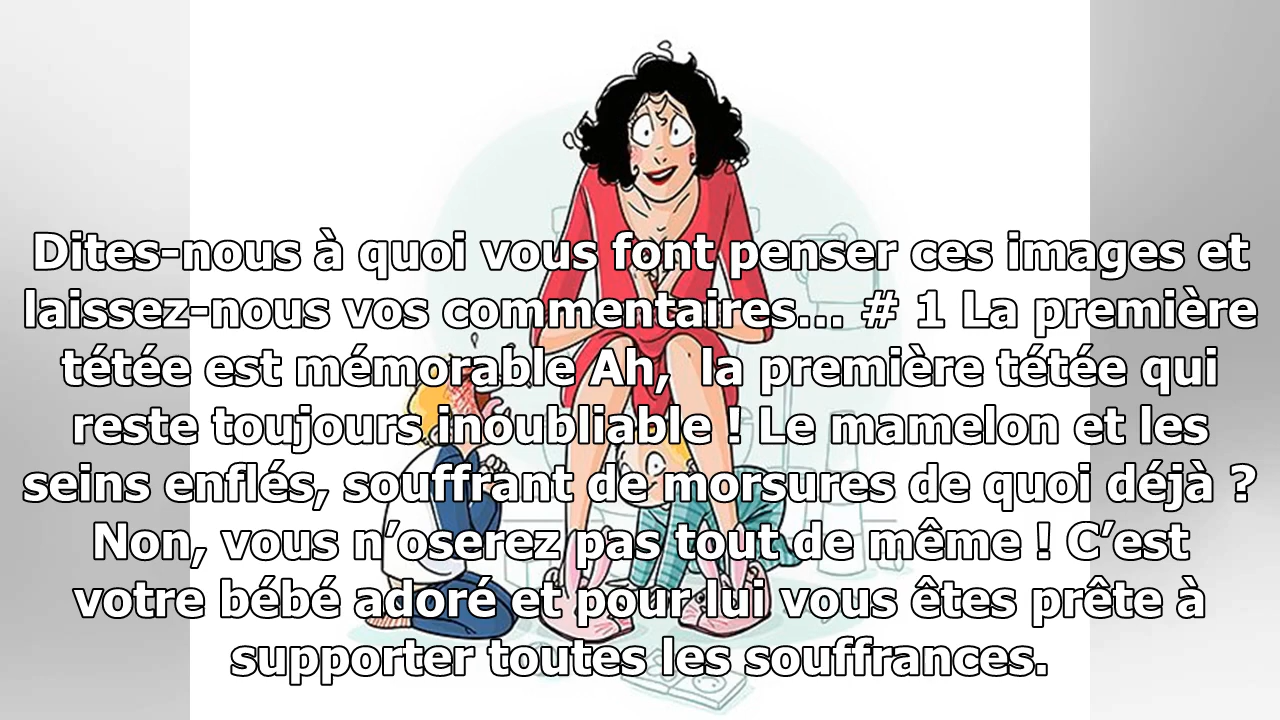 Dites-nous à quoi vous font penser ces images et
laissez-nous vos commentaires... # 1 La première
tétée est mémorable Ah,  la première tétée qui
reste toujours inoubliable ! Le mamelon et les
seins enflés, souffrant de morsures de quoi déjà ?
Non, vous n’oserez pas tout de même ! C’est
votre bébé adoré et pour lui vous êtes prête à
supporter toutes les souffrances.